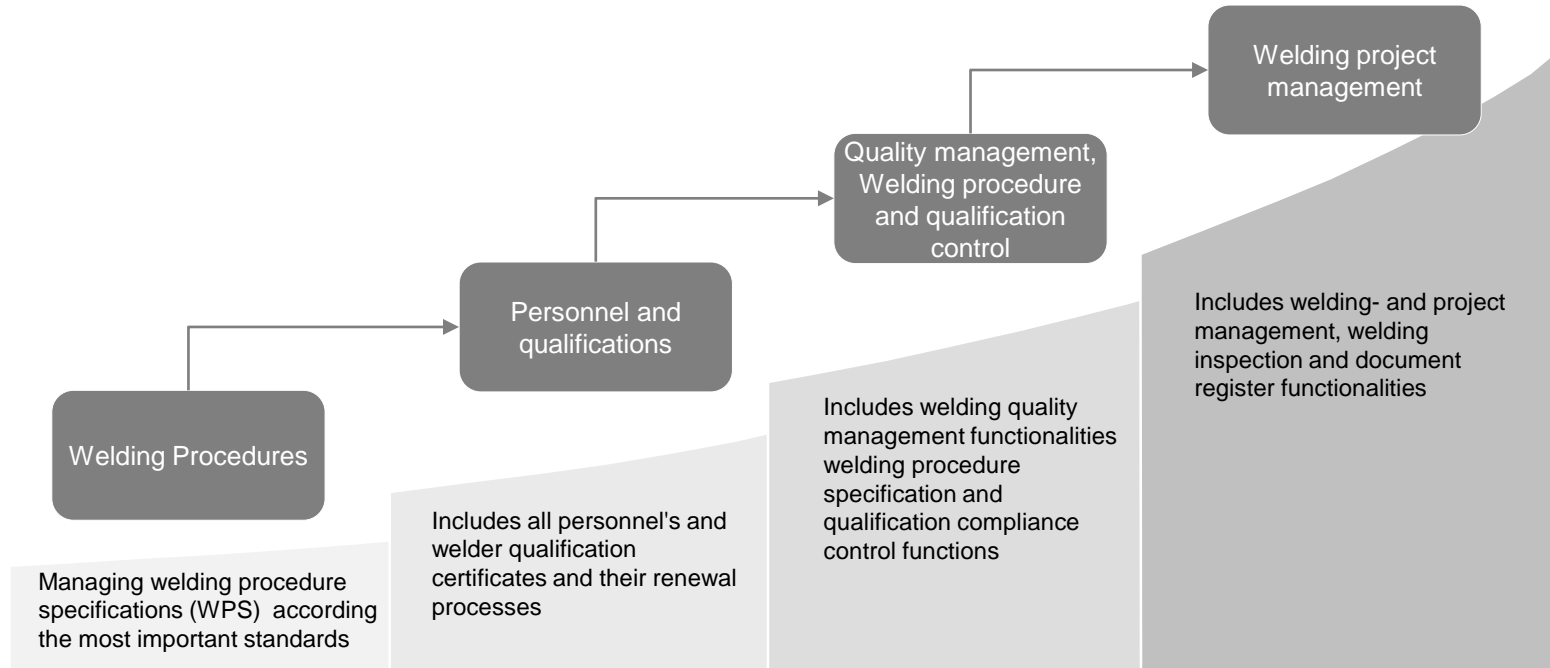 Welding project
management
Quality management,
Welding procedure
and qualification
control
Personnel and
qualifications
Welding Procedures
Includes welding- and project
management, welding
inspection and document
register functionalities
Includes welding quality
management functionalities
welding procedure
specification and
qualification compliance
control functions
Includes all personnel's and
welder qualification
certificates and their renewal
processes
Managing welding procedure
specifications (WPS)  according
the most important standards